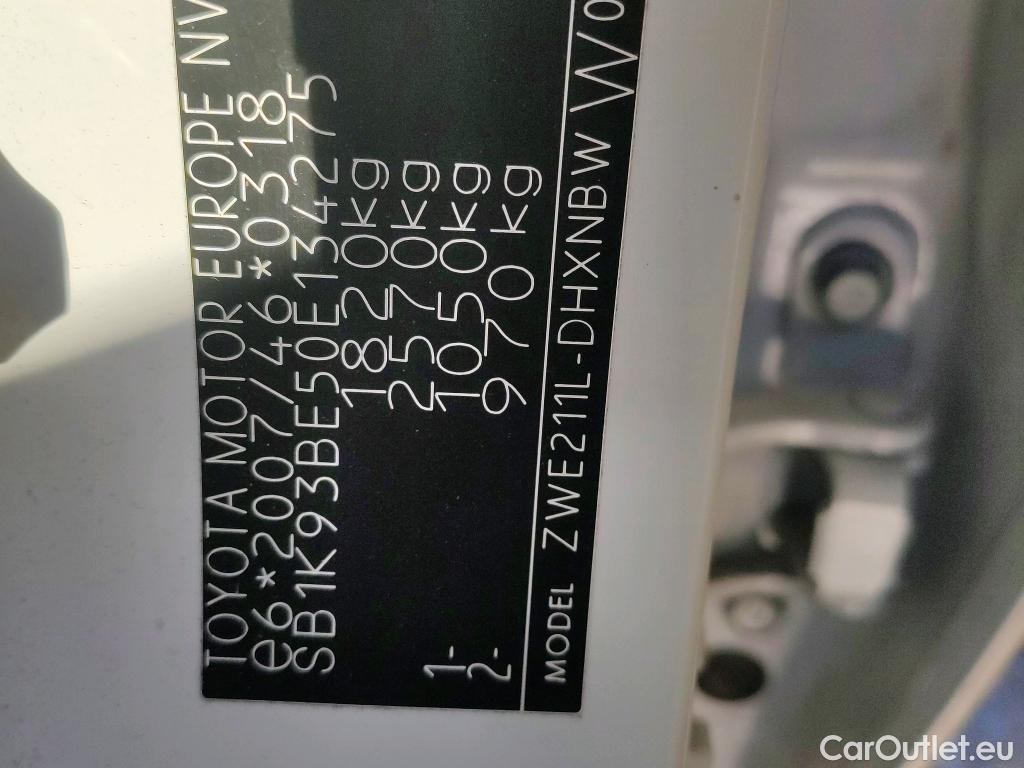 TOYOTA MOTOR EUROPE NV
e6*2007/46*0318
SB1K93BE50E134275
1820kg
2570kg
1- 1050kg
2- 970kg
MODEL ZWE211L-DHXNBW W0
CarOutlet.eu